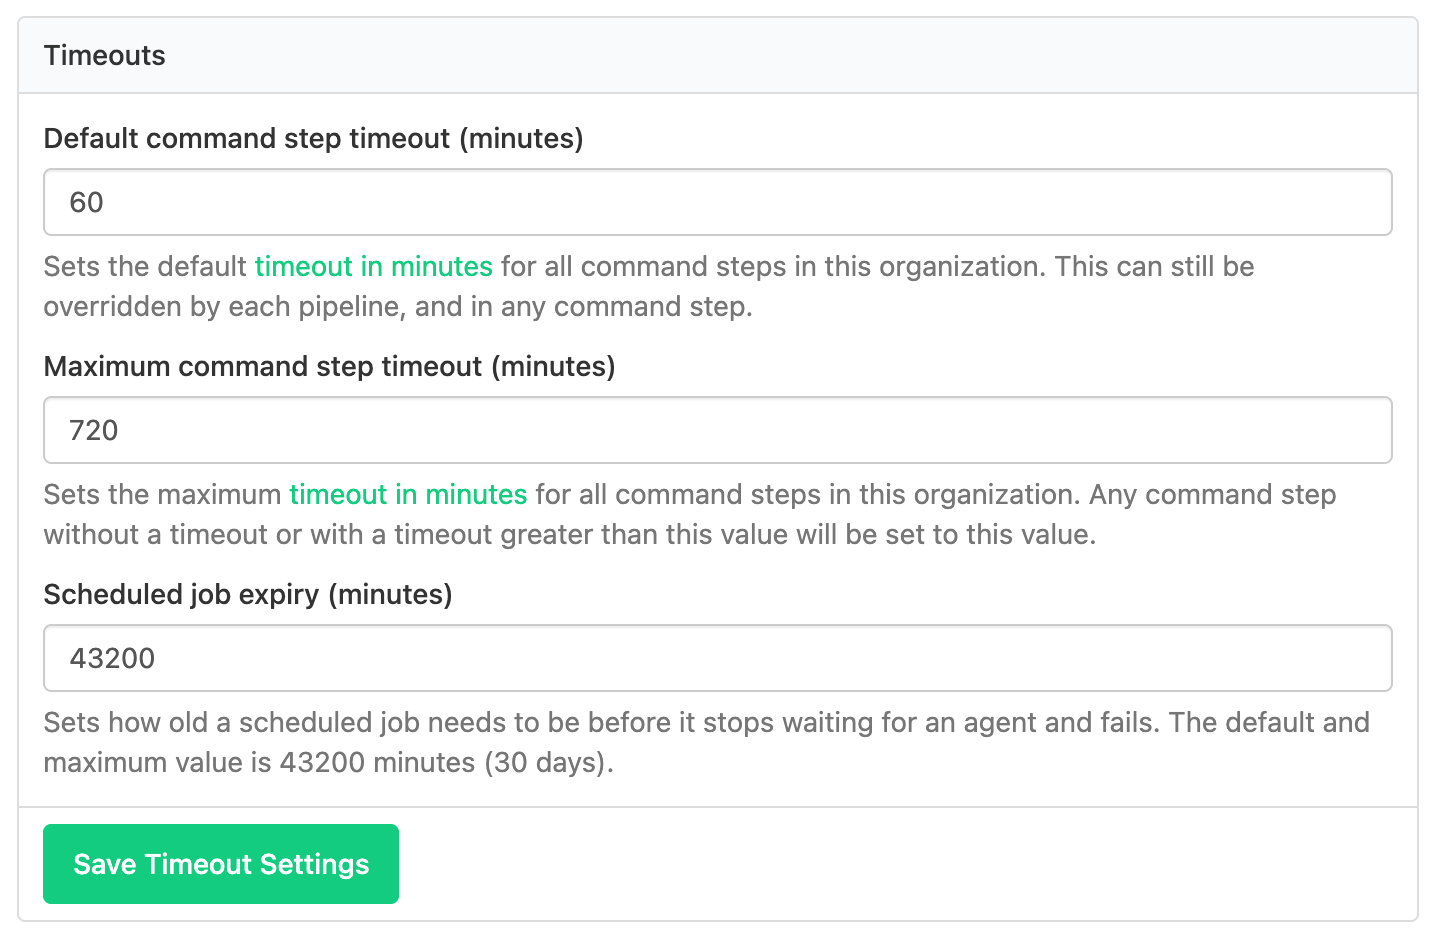 Timeouts
Default command step timeout (minutes)
60
Sets the default timeout in minutes for all command steps in this organization. This can still be
overridden by each pipeline, and in any command step.
Maximum command step timeout (minutes)
720
Sets the maximum timeout in minutes for all command steps in this organization. Any command step
without a timeout or with a timeout greater than this value will be set to this value.
Scheduled job expiry (minutes)
43200
Sets how old a scheduled job needs to be before it stops waiting for an agent and fails. The default and
maximum value is 43200 minutes (30 days).
Save Timeout Settings